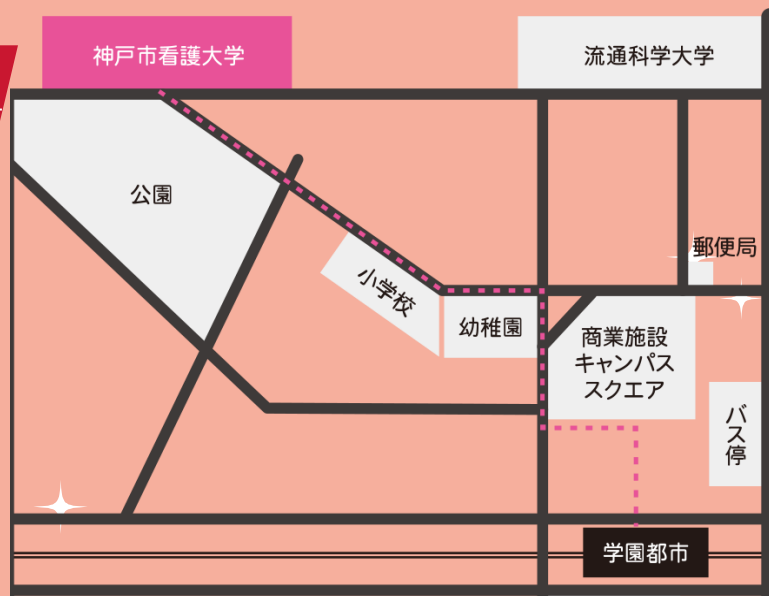 神戸市看護大学
流通科学大学
公園
郵便局
小学校
幼稚園
商業施設
キャンパス
スクエア
バス停
学園都市